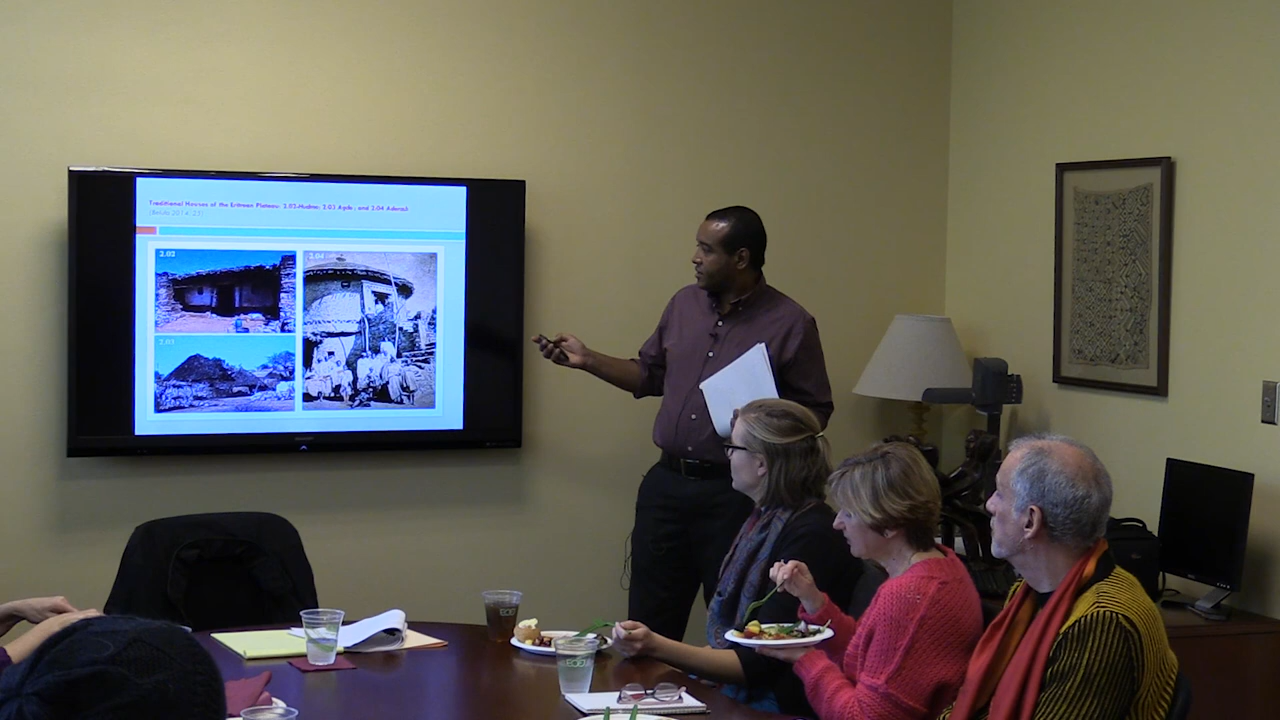 Traditional Houses of the Eritrean Plateau: 2.02-Hudmo; 2.03 Agdo; and 2.04 Aderash
2.02
2.04
2.03